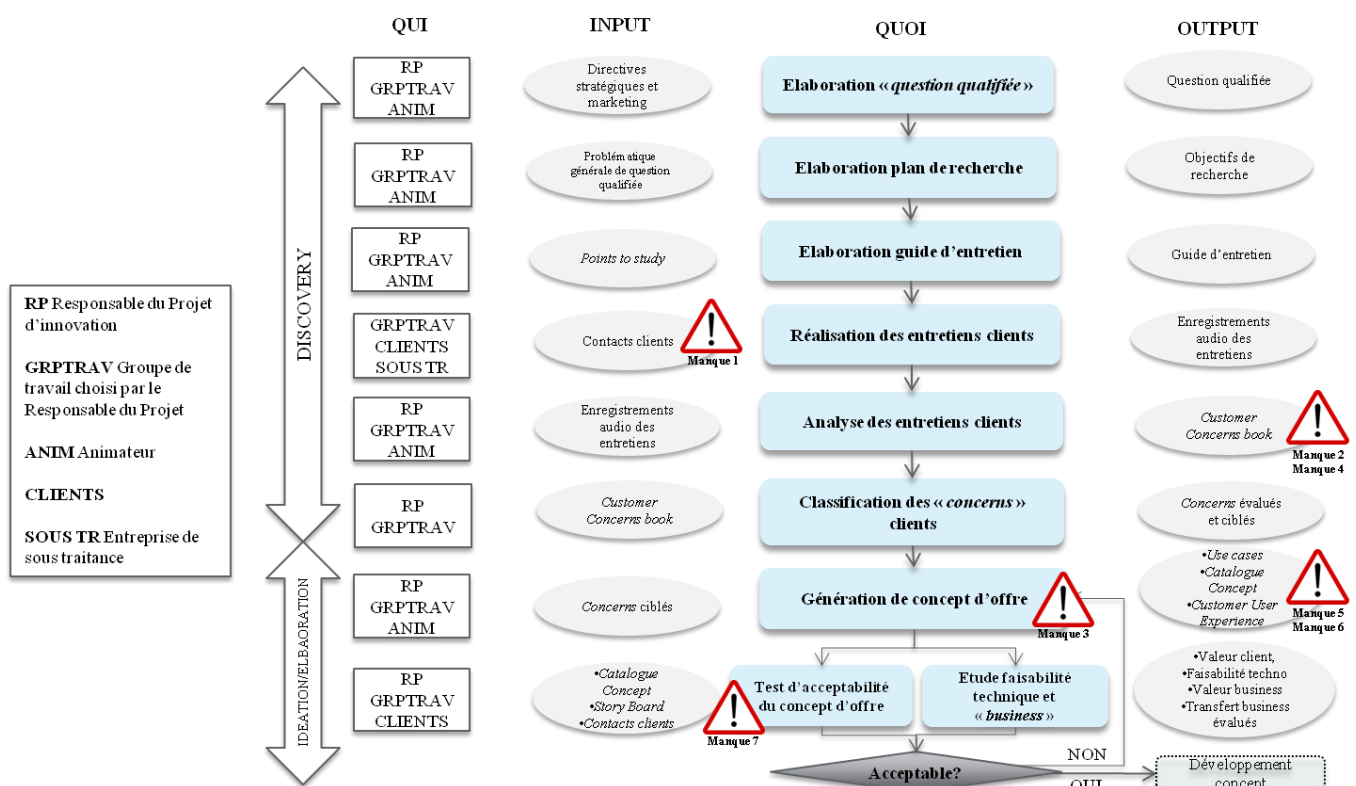 QUI
INPUT
QUOI
OUTPUT
RP
GRPTRAV
ANIM
Directives
stratégiques et
marketing
Elaboration « question qualifiée »
Question qualifiée
RP
GRPTRAV
ANIM
Problém atique
générale de question
qualifiée
Elaboration plan de recherche
Objectifs de
recherche
RP
GRPTRAV
ANIM
Points to study
Elaboration guide d'entretien
Guide d'entretien
DISCOVERY
RP Responsable du Projet
d'innovation
GRPTRAV Groupe de
travail choisi par le
Responsable du Projet
ANIM Animateur
CLIENTS
SOUS TR Entreprise de
sous traitance
GRPTRAV
CLIENTS
SOUS TR
Contacts clients
Manque 1
Réalisation des entretiens clients
Enregistrements
audio des
entretiens
RP
GRPTRAV
ANIM
Enregistrements
audio des
entretiens
Analyse des entretiens clients
Customer
Concerns book
Manque 2
Manque 4
RP
GRPTRAV
Customer
Concerns book
Classification des « concerns »
clients
Concerns évalués
et ciblés
IDEATION/ELBAORATION
RP
GRPTRAV
ANIM
Concerns ciblés
Génération de concept d'offre
Manque 3
•Use cases
•Catalogue
Concept
•Customer User
Experience
Manque 5
Manque 6
RP
GRPTRAV
CLIENTS
•Catalogue
Concept
•Story Board
•Contacts clients
Manque 7
Test d'acceptabilité
du concept d'offre
Etude faisabilité
technique et
« business »
•Valeur client,
•Faisabilité techno
•Valeur business
•Transfert business
évalués
Acceptable?
NON
OUI
Développement
concept